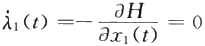 λ̇₁(t) = −∂H/∂x₁(t) = 0